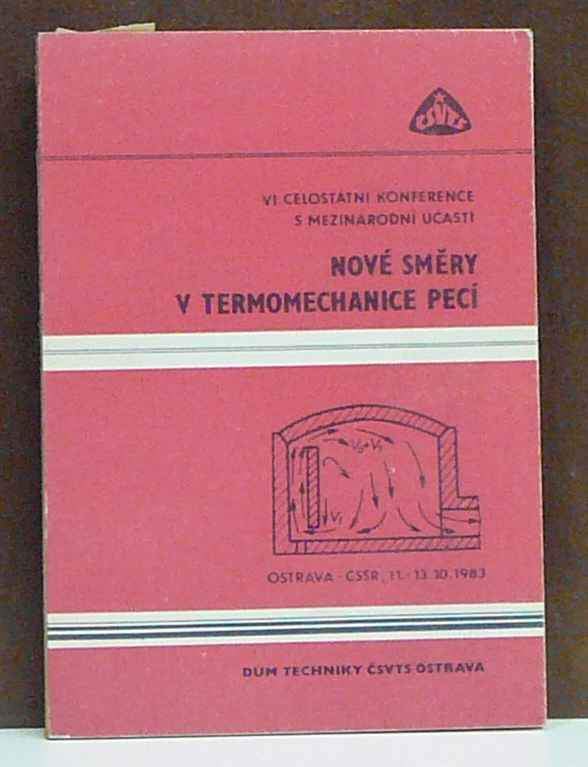 ČSVTS
VI CELOSTÁTNÍ KONFERENCE
S MEZINÁRODNÍ ÚČASTÍ
NOVÉ SMĚRY
V TERMOMECHANICE PECÍ
V₁
OSTRAVA - ČSSR, 11.- 13. 10. 1983
DŮM TECHNIKY ČSVTS OSTRAVA